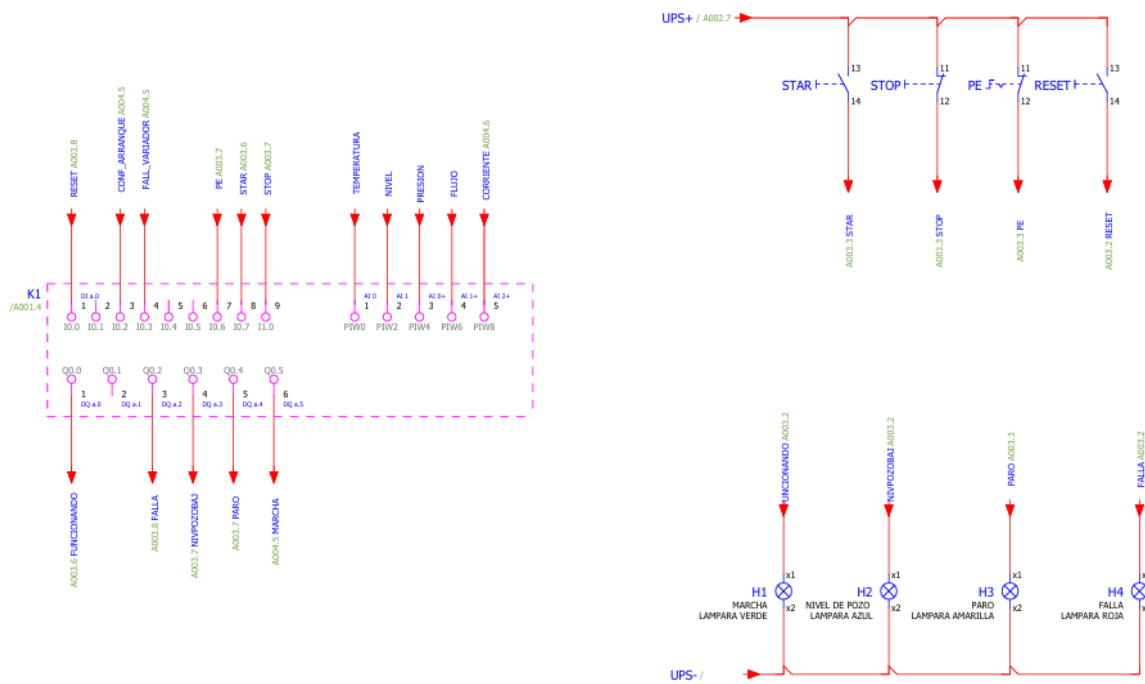 UPS+ / A002.7
STAR
13
14
STOP
11
12
PE
11
12
RESET
13
14
A003.3 STAR
A003.3 STOP
A003.3 PE
A003.2 RESET
RESET A003.8
CONF_ARRANQUE A004.5
FALL_VARIADOR A004.5
PE A003.7
STAR A003.6
STOP A003.7
TEMPERATURA
NIVEL
PRESION
FLUJO
CORRIENTE A004.6
K1
/A001.4
DI a.0
AI 0
AI 1
AI 0+
AI 1+
AI 2+
1 2 3 4 5 6 7 8 9
1 2 3 4 5
I0.0 I0.1 I0.2 I0.3 I0.4 I0.5 I0.6 I0.7 I1.0
PIW0 PIW2 PIW4 PIW6 PIW8
Q0.0 Q0.1 Q0.2 Q0.3 Q0.4 Q0.5
1 2 3 4 5 6
DQ a.0 DQ a.1 DQ a.2 DQ a.3 DQ a.4 DQ a.5
A003.6 FUNCIONANDO
A003.8 FALLA
A003.7 NIVPOZOBAJ
A003.7 PARO
A004.5 MARCHA
FUNCIONANDO A003.2
NIVPOZOBAJ A003.2
PARO A003.3
FALLA A003.2
x1
H1
x2
MARCHA
LAMPARA VERDE
x1
H2
x2
NIVEL DE POZO
LAMPARA AZUL
x1
H3
x2
PARO
LAMPARA AMARILLA
H4
FALLA
LAMPARA ROJA
UPS- /